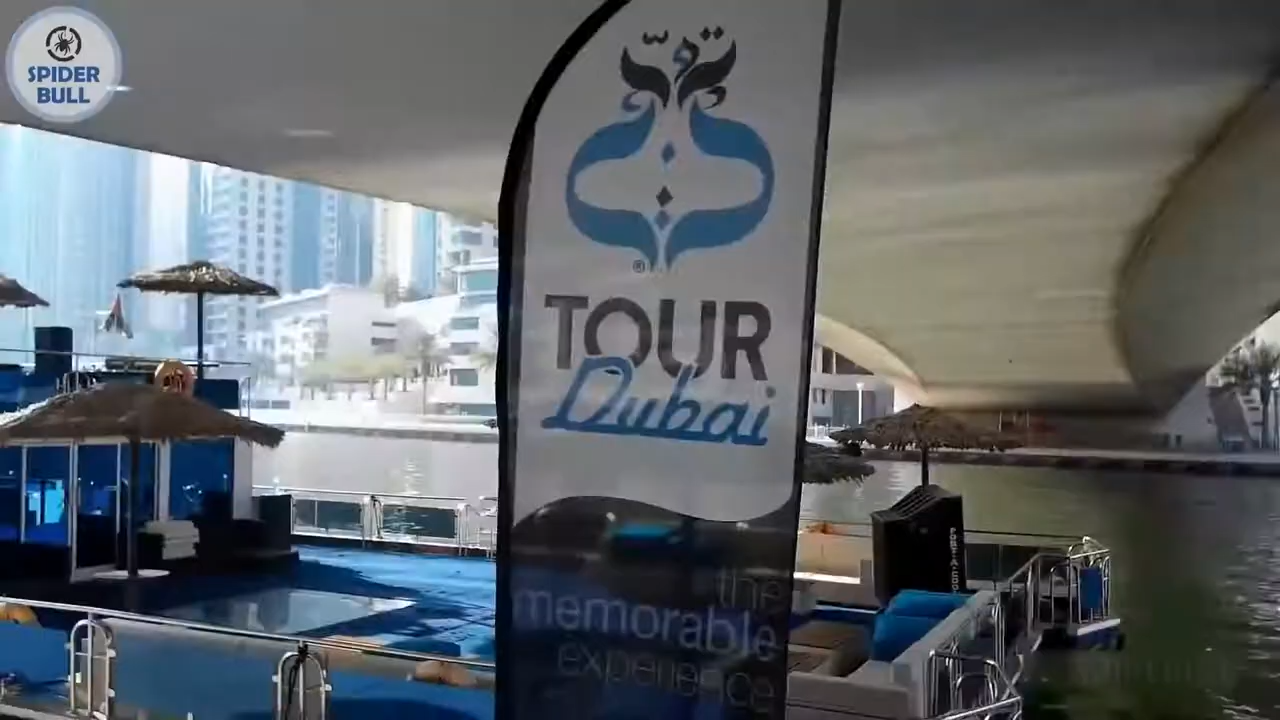 SPIDER
BULL
®
TOUR
Dubai
the
memorable
experience